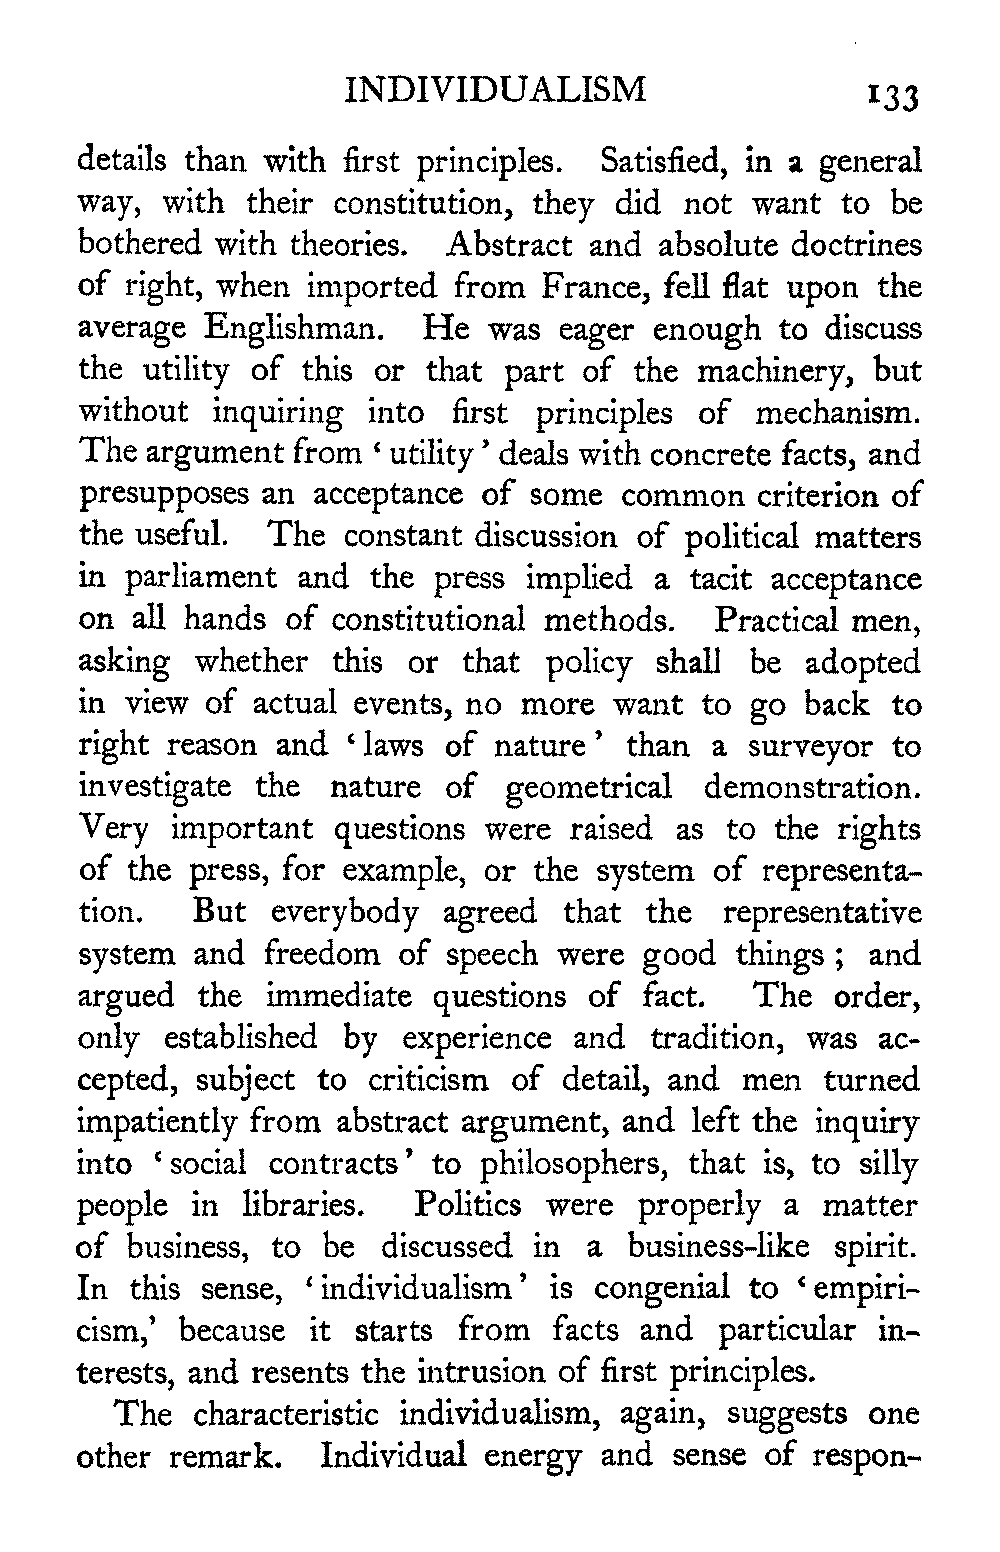 INDIVIDUALISM 133
details than with first principles. Satisfied, in a general
way, with their constitution, they did not want to be
bothered with theories. Abstract and absolute doctrines
of right, when imported from France, fell flat upon the
average Englishman. He was eager enough to discuss
the utility of this or that part of the machinery, but
without inquiring into first principles of mechanism.
The argument from ‘ utility ’ deals with concrete facts, and
presupposes an acceptance of some common criterion of
the useful. The constant discussion of political matters
in parliament and the press implied a tacit acceptance
on all hands of constitutional methods. Practical men,
asking whether this or that policy shall be adopted
in view of actual events, no more want to go back to
right reason and ‘ laws of nature ’ than a surveyor to
investigate the nature of geometrical demonstration.
Very important questions were raised as to the rights
of the press, for example, or the system of representa-
tion. But everybody agreed that the representative
system and freedom of speech were good things ; and
argued the immediate questions of fact. The order,
only established by experience and tradition, was ac-
cepted, subject to criticism of detail, and men turned
impatiently from abstract argument, and left the inquiry
into ‘ social contracts ’ to philosophers, that is, to silly
people in libraries. Politics were properly a matter
of business, to be discussed in a business-like spirit.
In this sense, ‘ individualism ’ is congenial to ‘ empiri-
cism,’ because it starts from facts and particular in-
terests, and resents the intrusion of first principles.
The characteristic individualism, again, suggests one
other remark. Individual energy and sense of respon-